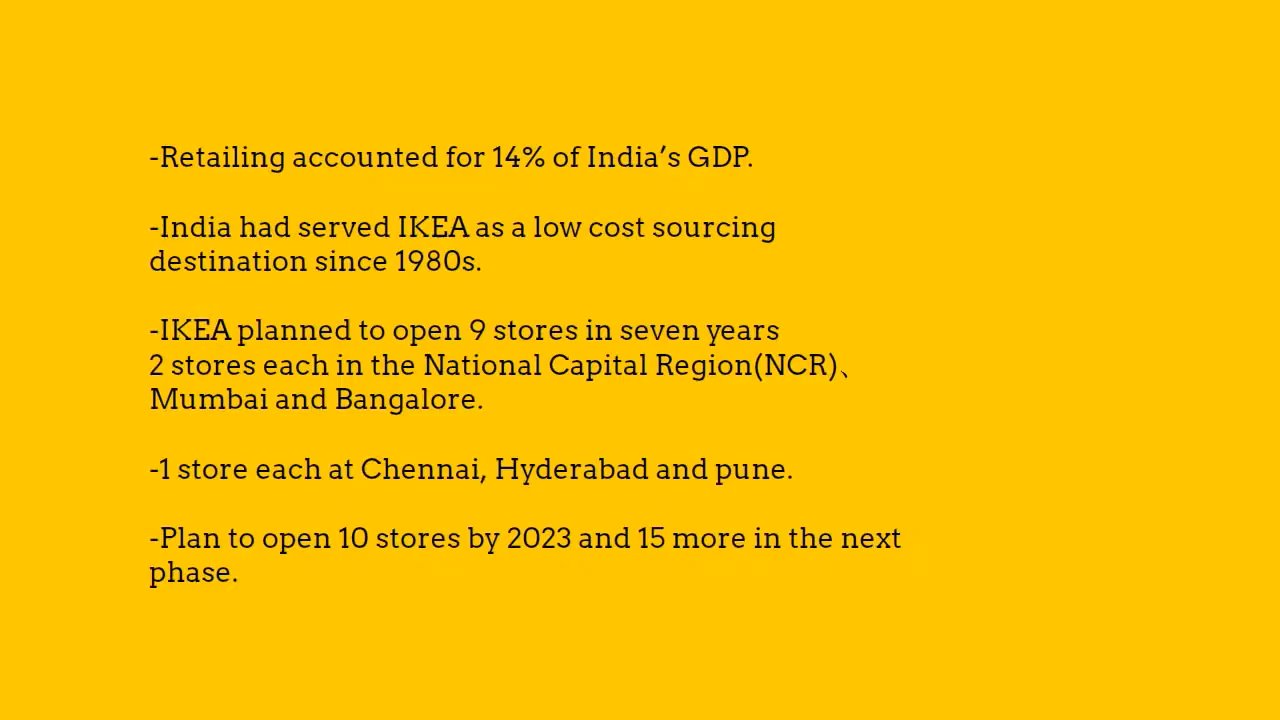 -Retailing accounted for 14% of India’s GDP.
-India had served IKEA as a low cost sourcing
destination since 1980s.
-IKEA planned to open 9 stores in seven years
2 stores each in the National Capital Region(NCR)、
Mumbai and Bangalore.
-1 store each at Chennai, Hyderabad and pune.
-Plan to open 10 stores by 2023 and 15 more in the next
phase.